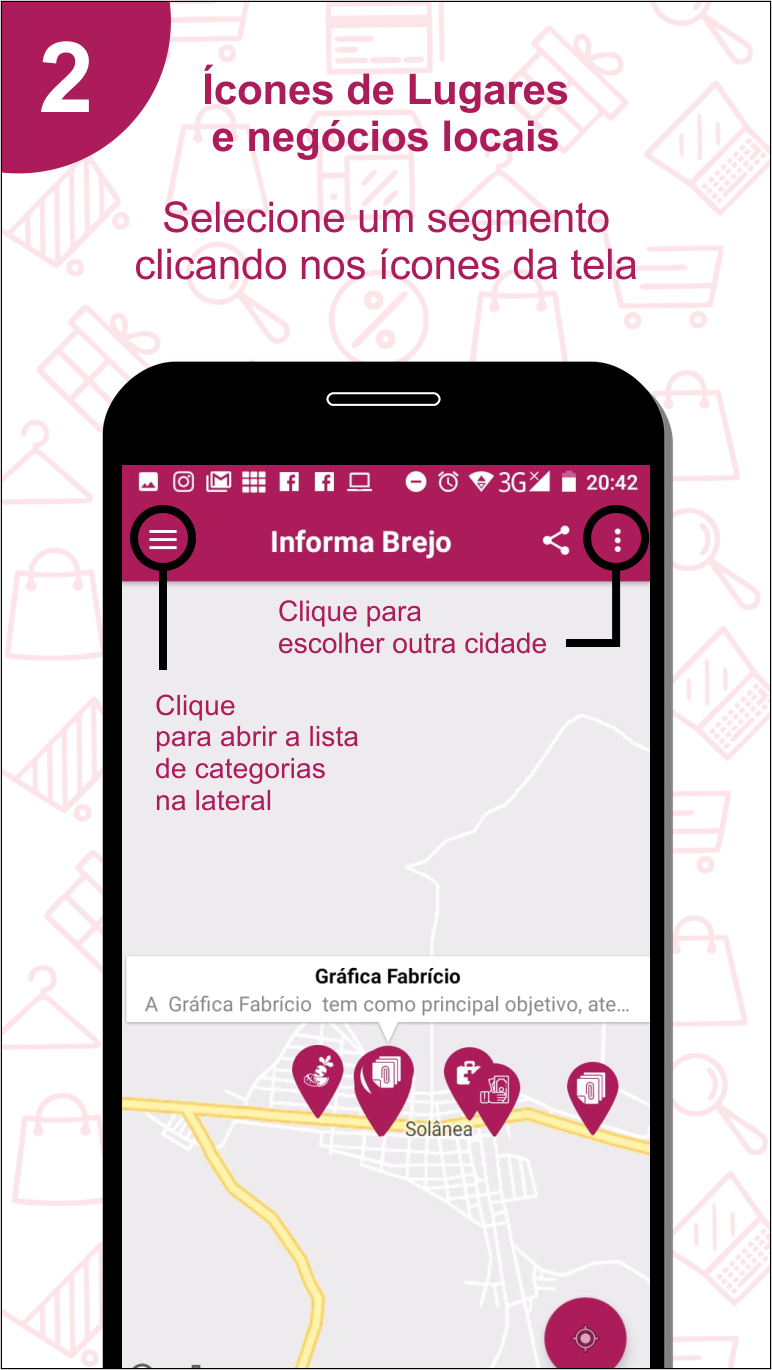 2
Ícones de Lugares
e negócios locais
Selecione um segmento
clicando nos ícones da tela
3G 20:42
Informa Brejo
Clique para
escolher outra cidade
Clique
para abrir a lista
de categorias
na lateral
Gráfica Fabrício
A Gráfica Fabrício tem como principal objetivo, ate...
Solânea